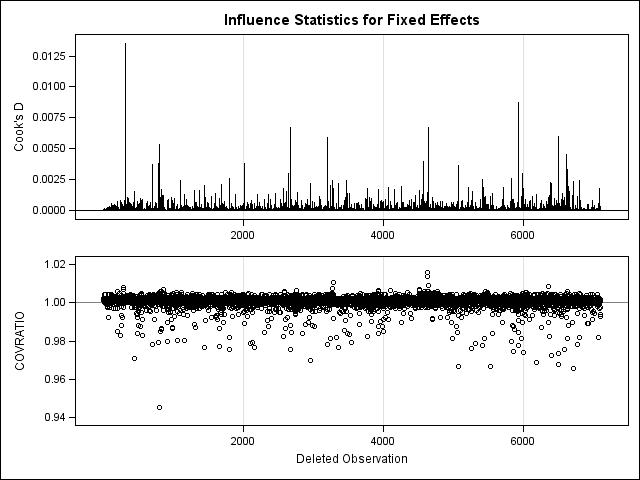 Influence Statistics for Fixed Effects
Cook's D
0.0125
0.0100
0.0075
0.0050
0.0025
0.0000
2000 4000 6000
COVRATIO
1.02
1.00
0.98
0.96
0.94
2000 4000 6000
Deleted Observation